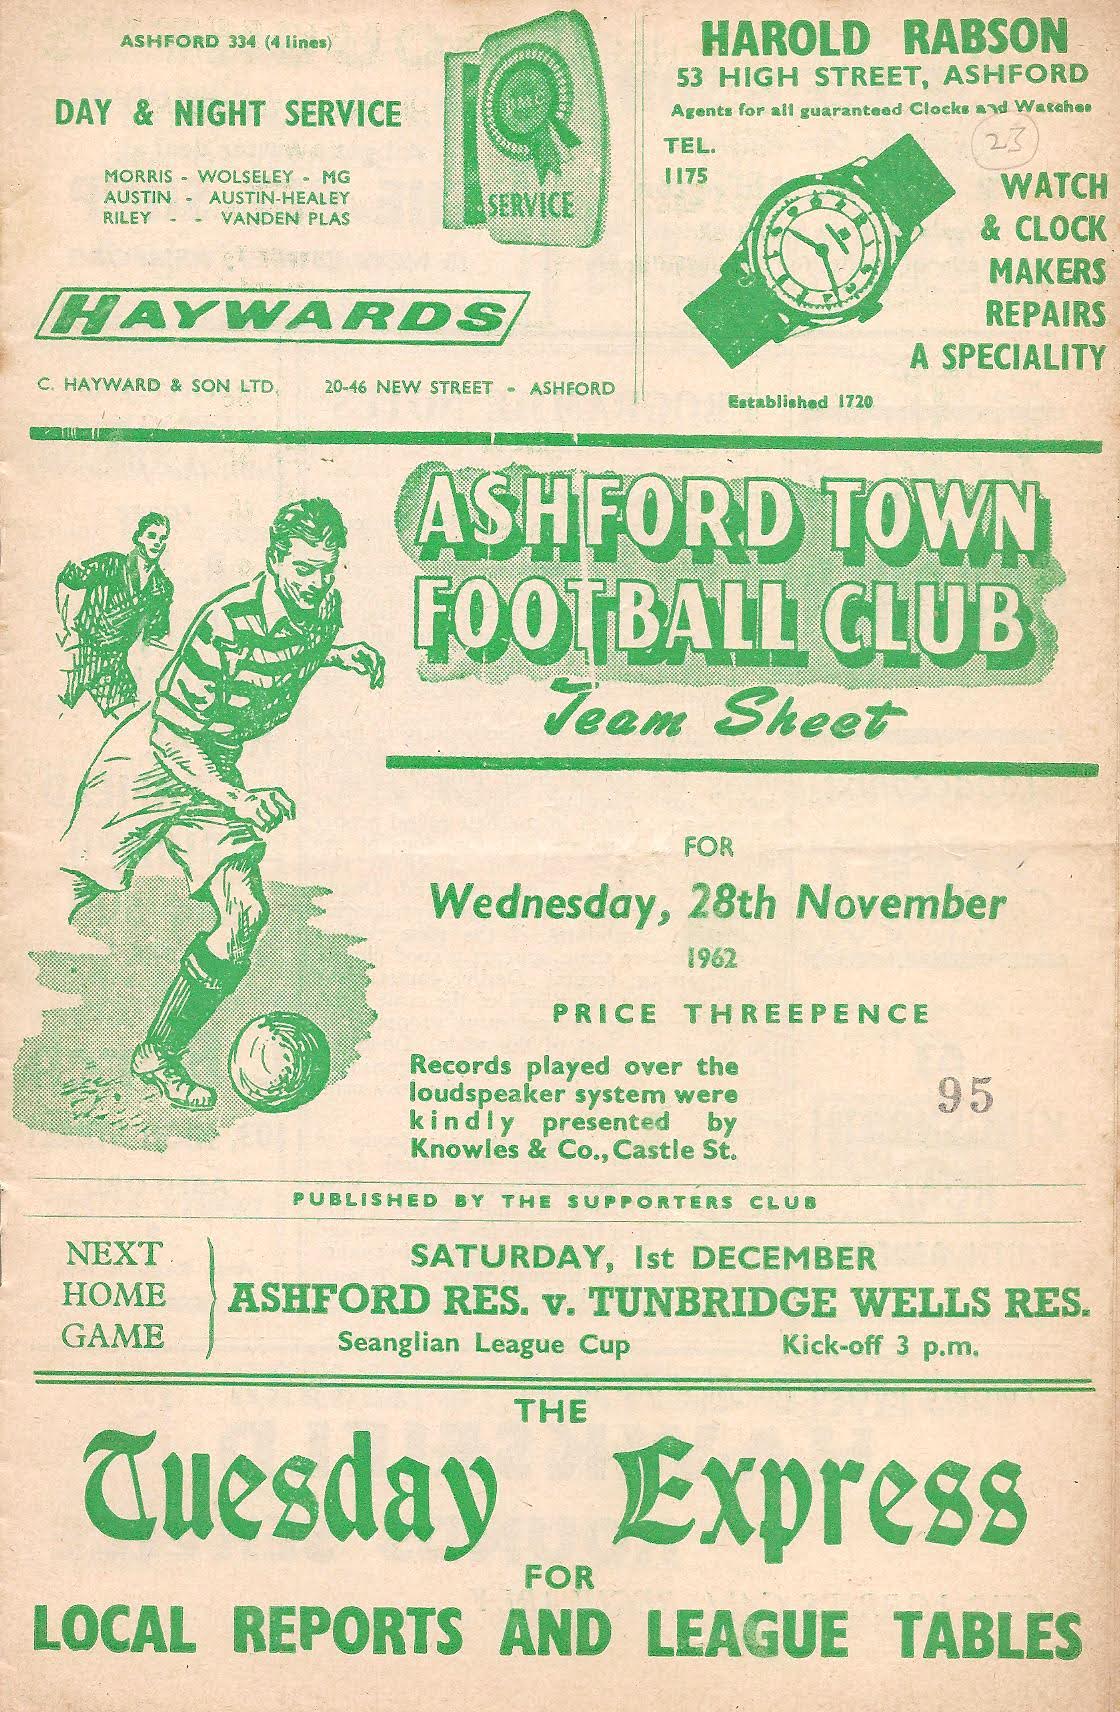 ASHFORD 334 (4 lines)
DAY & NIGHT SERVICE
MORRIS - WOLSELEY - MG
AUSTIN - AUSTIN-HEALEY
RILEY - - VANDEN PLAS
BMC
SERVICE
HAYWARDS
C. HAYWARD & SON LTD. 20-46 NEW STREET - ASHFORD
HAROLD RABSON
53 HIGH STREET, ASHFORD
Agents for all guaranteed Clocks and Watches
23
TEL.
1175
WATCH
& CLOCK
MAKERS
REPAIRS
A SPECIALITY
Established 1720
ASHFORD TOWN
FOOTBALL CLUB
Team Sheet
FOR
Wednesday, 28th November
1962
PRICE THREEPENCE
Records played over the
loudspeaker system were
kindly presented by
Knowles & Co., Castle St.
95
PUBLISHED BY THE SUPPORTERS CLUB
NEXT
HOME
GAME
SATURDAY, 1st DECEMBER
ASHFORD RES. v. TUNBRIDGE WELLS RES.
Seanglian League Cup Kick-off 3 p.m.
THE
Tuesday Express
FOR
LOCAL REPORTS AND LEAGUE TABLES